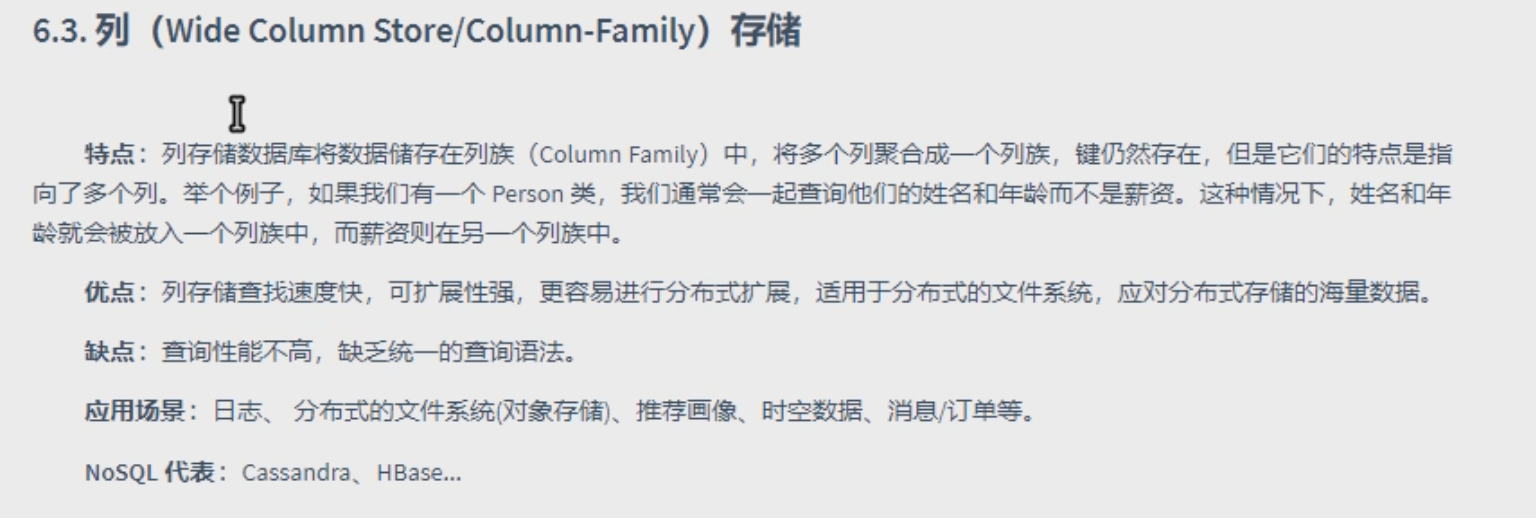 6.3. 列（Wide Column Store/Column-Family）存储
特点：列存储数据库将数据储存在列族（Column Family）中，将多个列聚合成一个列族，键仍然存在，但是它们的特点是指
向了多个列。举个例子，如果我们有一个 Person 类，我们通常会一起查询他们的姓名和年龄而不是薪资。这种情况下，姓名和年
龄就会被放入一个列族中，而薪资则在另一个列族中。
优点：列存储查找速度快，可扩展性强，更容易进行分布式扩展，适用于分布式的文件系统，应对分布式存储的海量数据。
缺点：查询性能不高，缺乏统一的查询语法。
应用场景：日志、 分布式的文件系统(对象存储)、推荐画像、时空数据、消息/订单等。
NoSQL 代表：Cassandra、HBase...